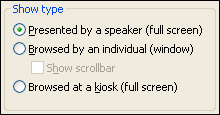 Show type
Presented by a speaker (full screen)
Browsed by an individual (window)
Show scrollbar
Browsed at a kiosk (full screen)